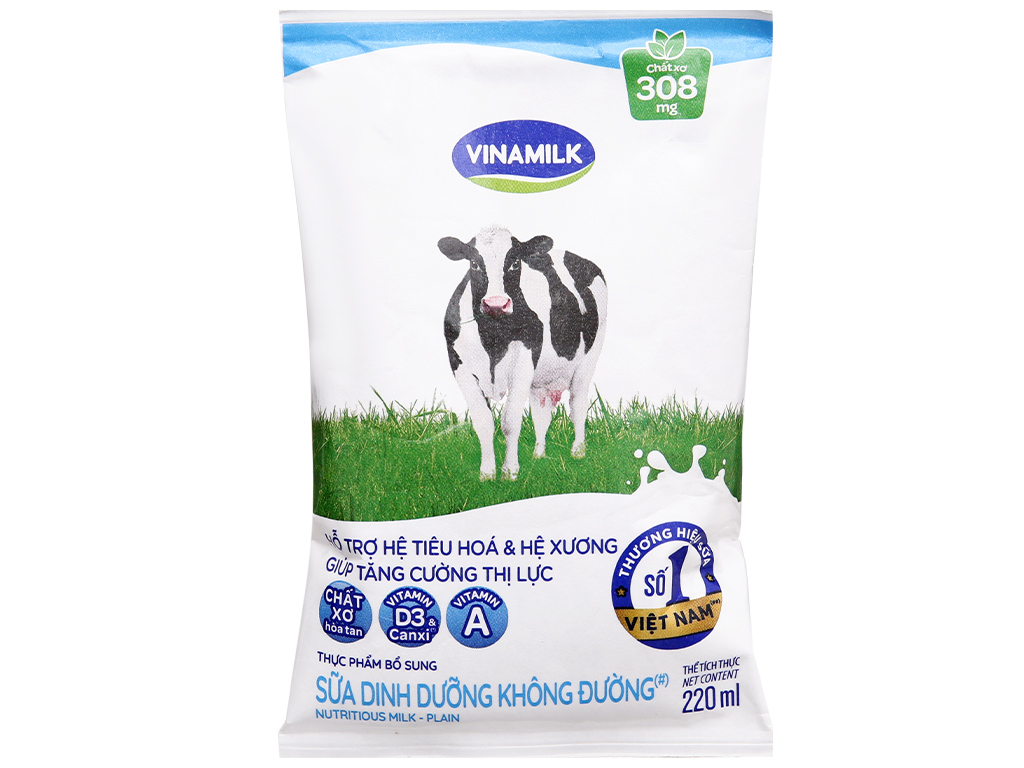 Chất xơ
308
mg
VINAMILK
HỖ TRỢ HỆ TIÊU HOÁ & HỆ XƯƠNG
GIÚP TĂNG CƯỜNG THỊ LỰC
CHẤT
XƠ
hòa tan
VITAMIN
D3 &
Canxi
VITAMIN
A
THƯƠNG HIỆU SỮA
SỐ 1
VIỆT NAM(##)
THỰC PHẨM BỔ SUNG
SỮA DINH DƯỠNG KHÔNG ĐƯỜNG(#)
NUTRITIOUS MILK - PLAIN
THỂ TÍCH THỰC
NET CONTENT
220 ml